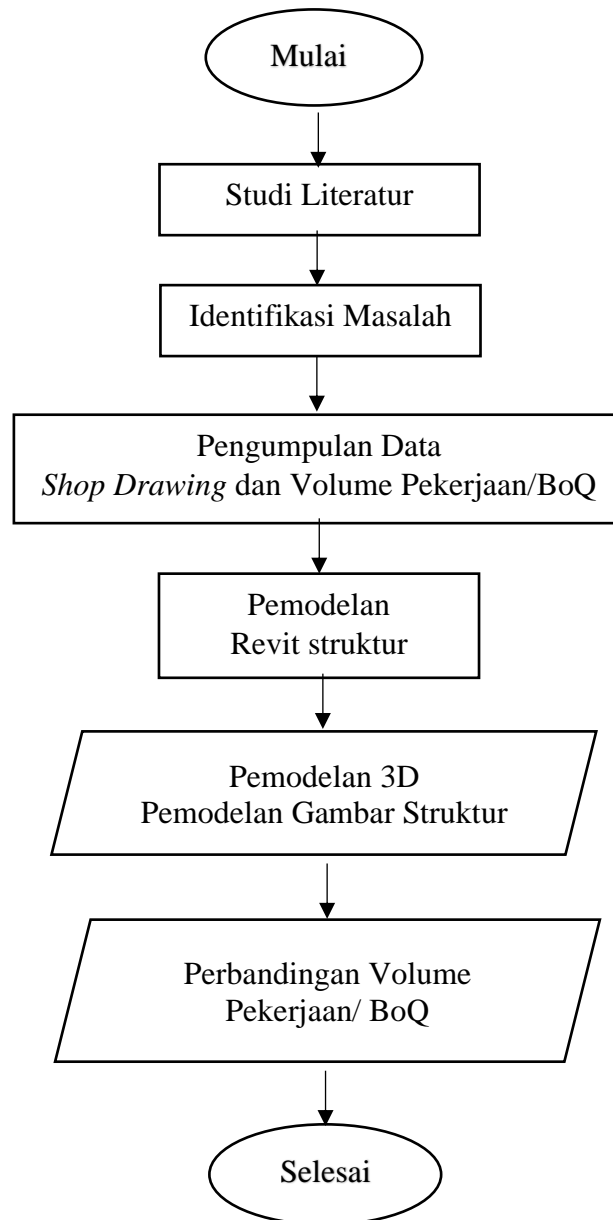 Mulai
Studi Literatur
Identifikasi Masalah
Pengumpulan Data
Shop Drawing dan Volume Pekerjaan/BoQ
Pemodelan
Revit struktur
Pemodelan 3D
Pemodelan Gambar Struktur
Perbandingan Volume
Pekerjaan/ BoQ
Selesai